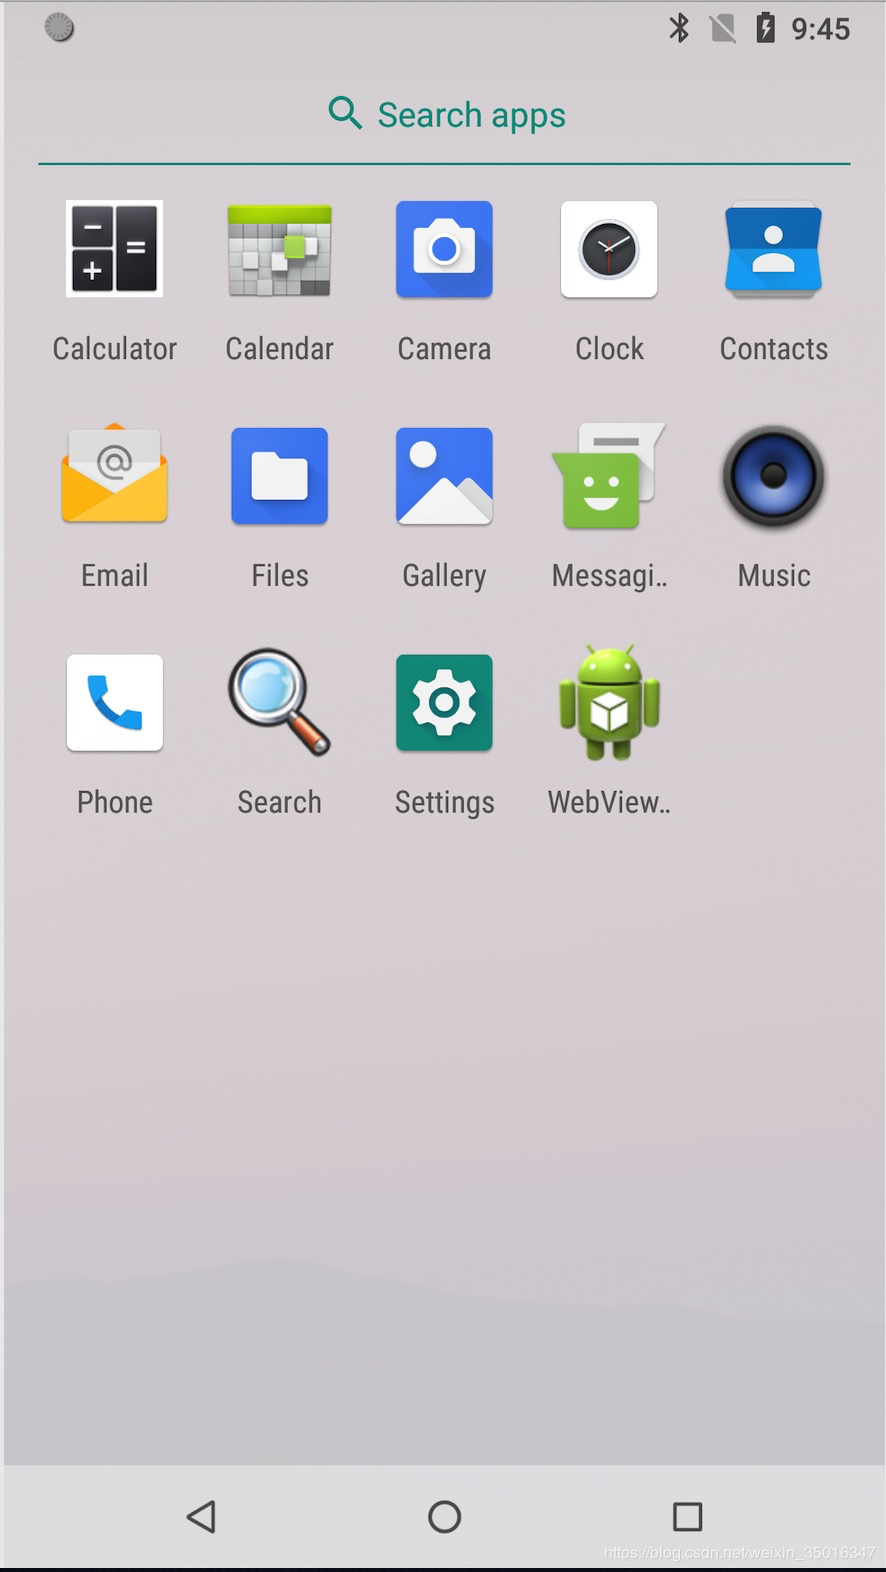 9:45
Search apps
Calculator Calendar Camera Clock Contacts
Email Files Gallery Messagi.. Music
Phone Search Settings WebView..
https://blog.csdn.net/weixin_35016347